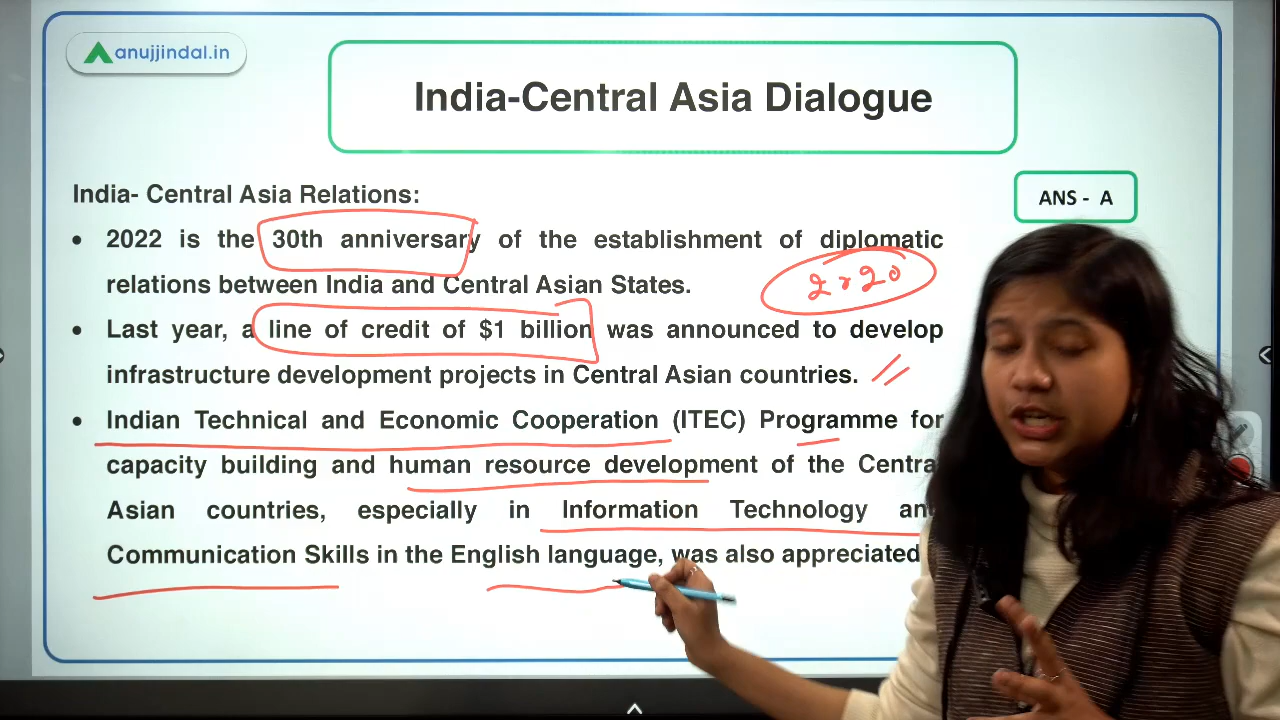 anujjindal.in
India-Central Asia Dialogue
India- Central Asia Relations:
ANS - A
• 2022 is the 30th anniversary of the establishment of diplomatic
relations between India and Central Asian States.
2020
• Last year, a line of credit of $1 billion was announced to develop
infrastructure development projects in Central Asian countries.
• Indian Technical and Economic Cooperation (ITEC) Programme for
capacity building and human resource development of the Centra
Asian countries, especially in Information Technology an
Communication Skills in the English language, was also appreciated